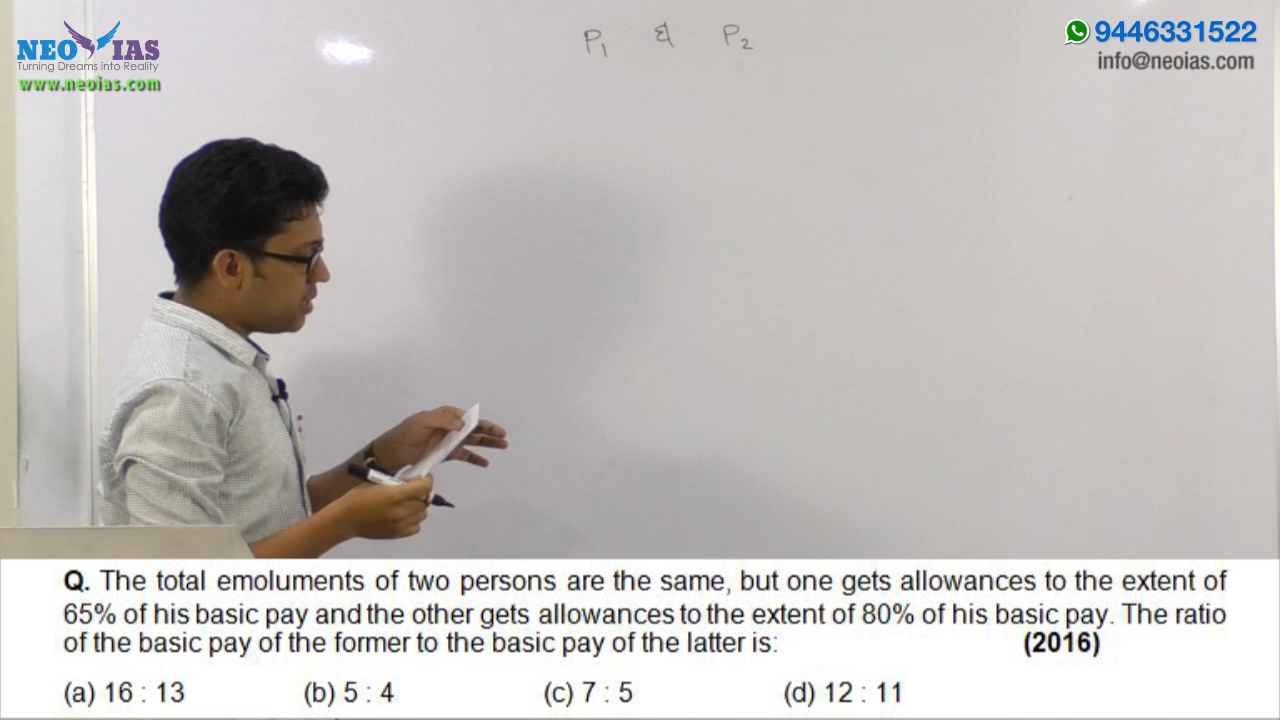 NEO IAS
Turning Dreams into Reality
www.neoias.com
P1 & P2
9446331522
info@neoias.com
Q. The total emoluments of two persons are the same, but one gets allowances to the extent of
65% of his basic pay and the other gets allowances to the extent of 80% of his basic pay. The ratio
of the basic pay of the former to the basic pay of the latter is: (2016)
(a) 16 : 13 (b) 5 : 4 (c) 7 : 5 (d) 12 : 11